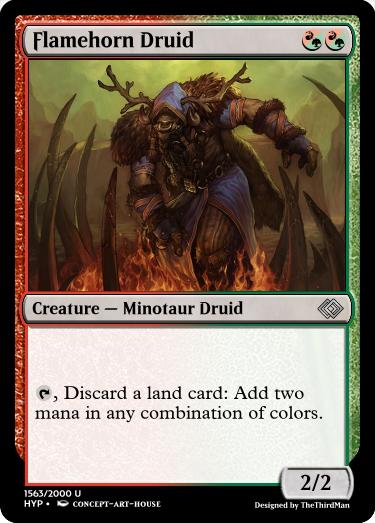 Flamehorn Druid
Creature — Minotaur Druid
, Discard a land card: Add two
mana in any combination of colors.
2/2
1563/2000 U
HYP • CONCEPT-ART-HOUSE
Designed by TheThirdMan